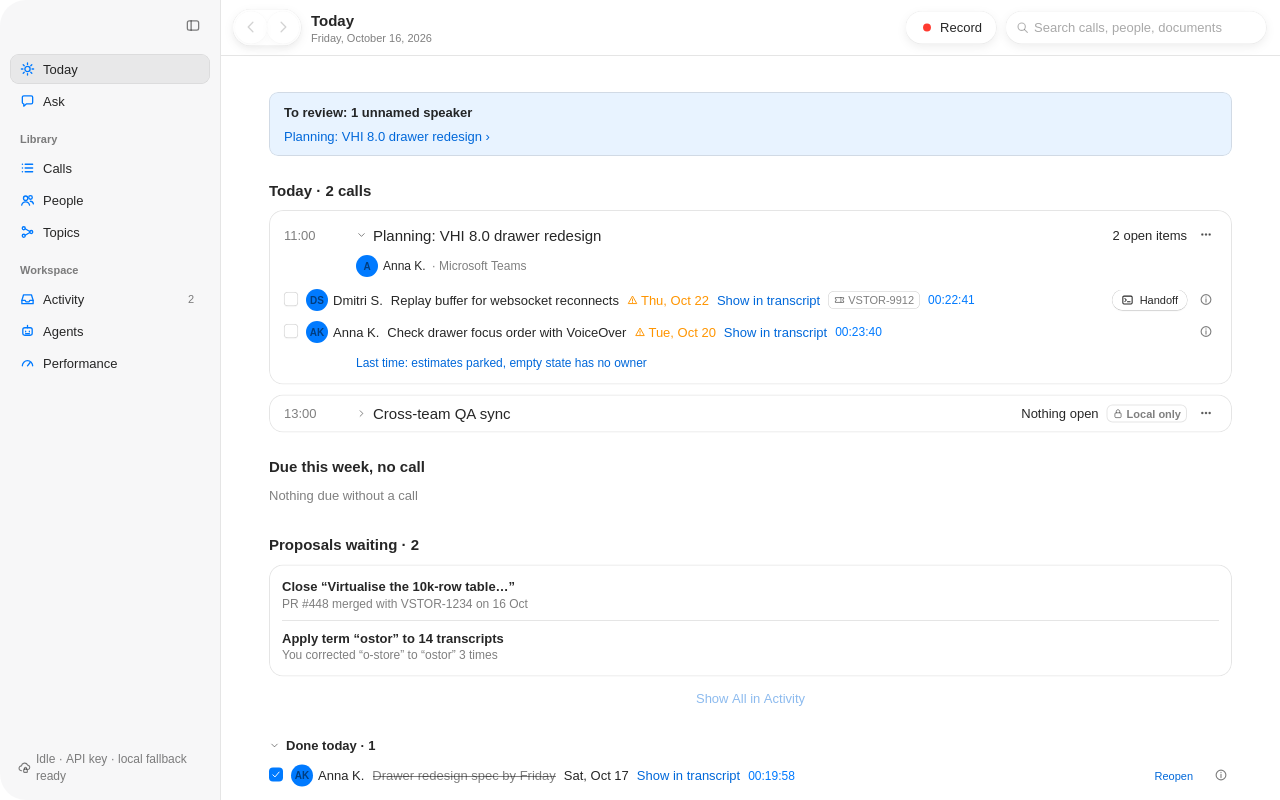 Today
Friday, October 16, 2026
Record
Search calls, people, documents
Today
Ask
Library
Calls
People
Topics
Workspace
Activity 2
Agents
Performance
Idle · API key · local fallback
ready
To review: 1 unnamed speaker
Planning: VHI 8.0 drawer redesign ›
Today · 2 calls
11:00 Planning: VHI 8.0 drawer redesign 2 open items
A Anna K. · Microsoft Teams
DS Dmitri S. Replay buffer for websocket reconnects Thu, Oct 22 Show in transcript VSTOR-9912 00:22:41 Handoff
AK Anna K. Check drawer focus order with VoiceOver Tue, Oct 20 Show in transcript 00:23:40
Last time: estimates parked, empty state has no owner
13:00 Cross-team QA sync Nothing open Local only
Due this week, no call
Nothing due without a call
Proposals waiting · 2
Close “Virtualise the 10k-row table…”
PR #448 merged with VSTOR-1234 on 16 Oct
Apply term “ostor” to 14 transcripts
You corrected “o-store” to “ostor” 3 times
Show All in Activity
Done today · 1
AK Anna K. Drawer redesign spec by Friday Sat, Oct 17 Show in transcript 00:19:58 Reopen